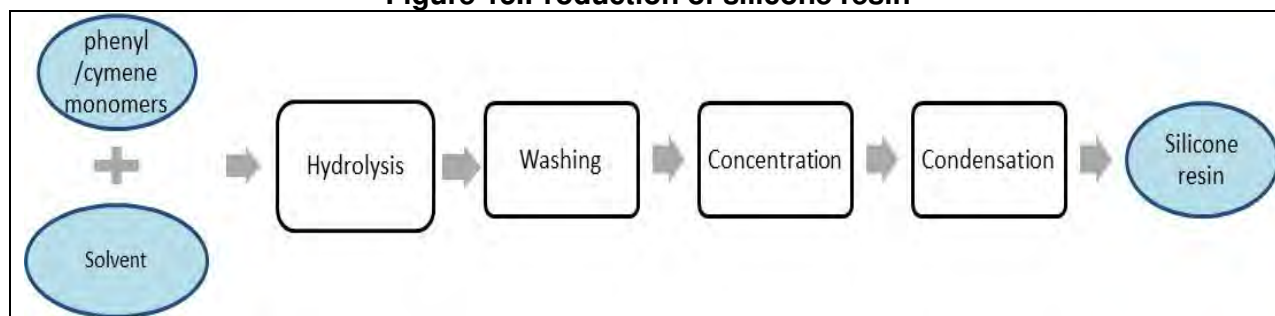 phenyl
/cymene
monomers
Solvent
Hydrolysis
Washing
Concentration
Condensation
Silicone
resin